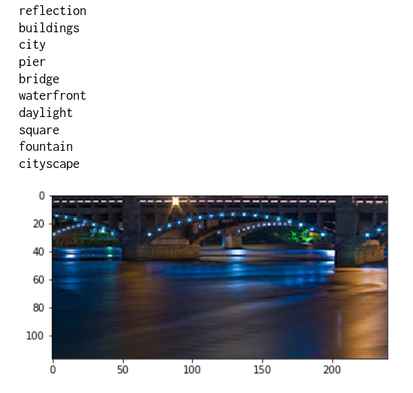 reflection
buildings
city
pier
bridge
waterfront
daylight
square
fountain
cityscape
0
20
40
60
80
100
0 50 100 150 200